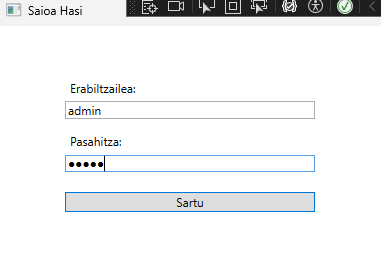 Saioa Hasi
Erabiltzailea:
admin
Pasahitza:
●●●●●
Sartu